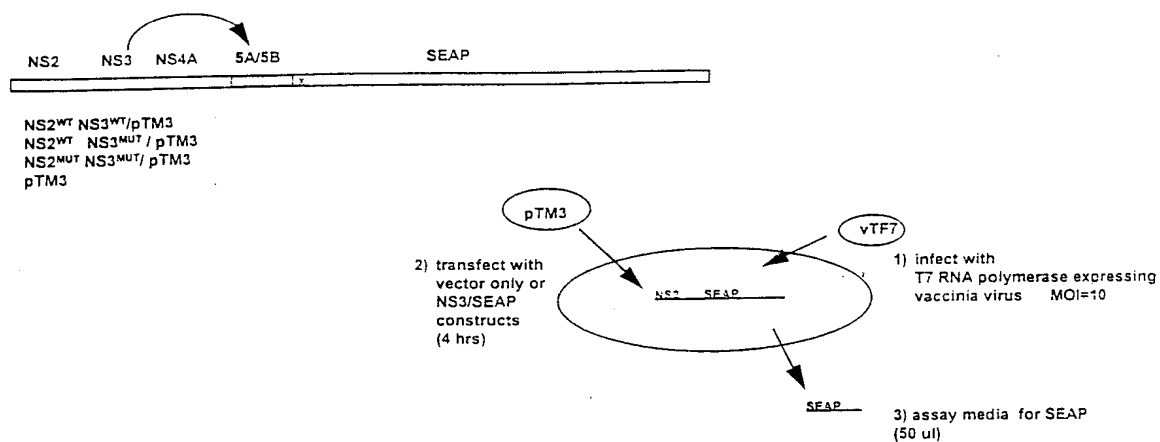 NS2 NS3 NS4A 5A/5B SEAP
NS2WT NS3WT/pTM3
NS2WT NS3MUT / pTM3
NS2MUT NS3MUT/ pTM3
pTM3
pTM3
vTF7
2) transfect with
vector only or
NS3/SEAP
constructs
(4 hrs)
NS2 SEAP
1) infect with
T7 RNA polymerase expressing
vaccinia virus MOI=10
SEAP
3) assay media for SEAP
(50 ul)